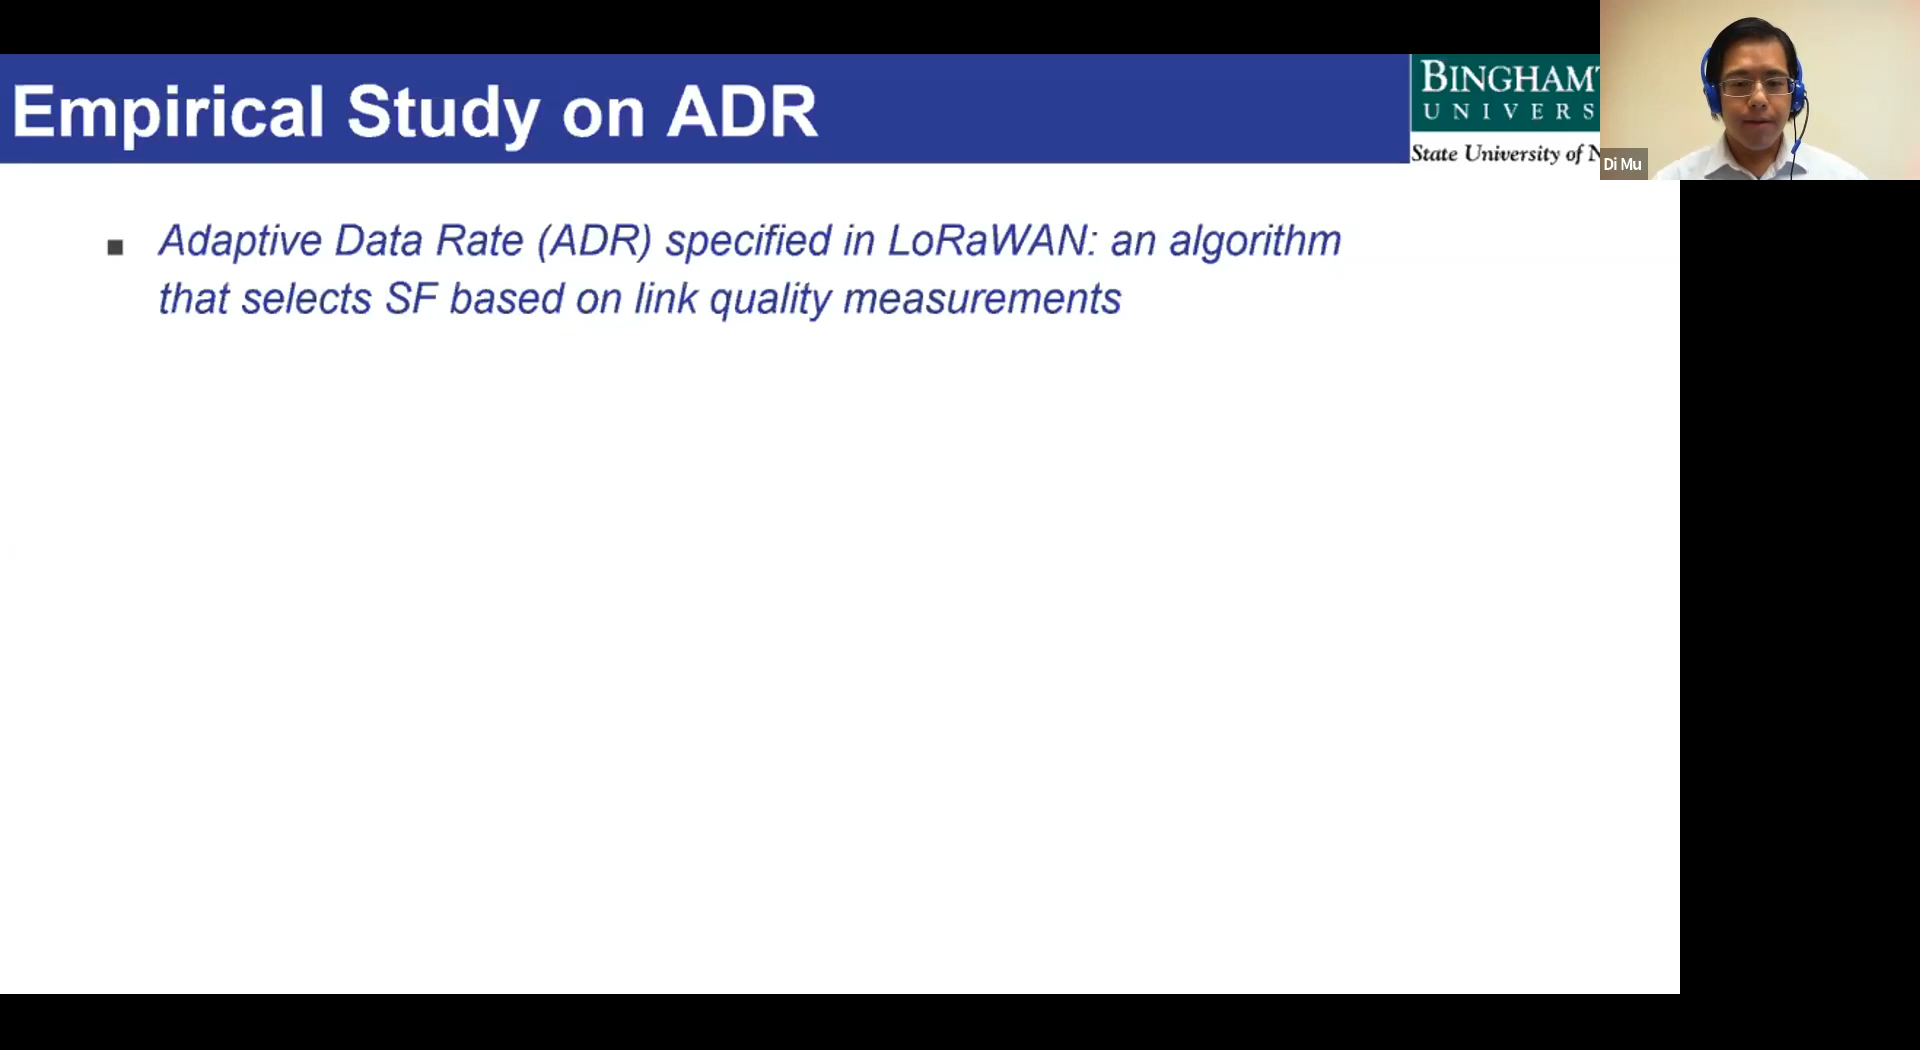 Empirical Study on ADR
BINGHAM
UNIVERS
State University of N
Di Mu
Adaptive Data Rate (ADR) specified in LoRaWAN: an algorithm
that selects SF based on link quality measurements